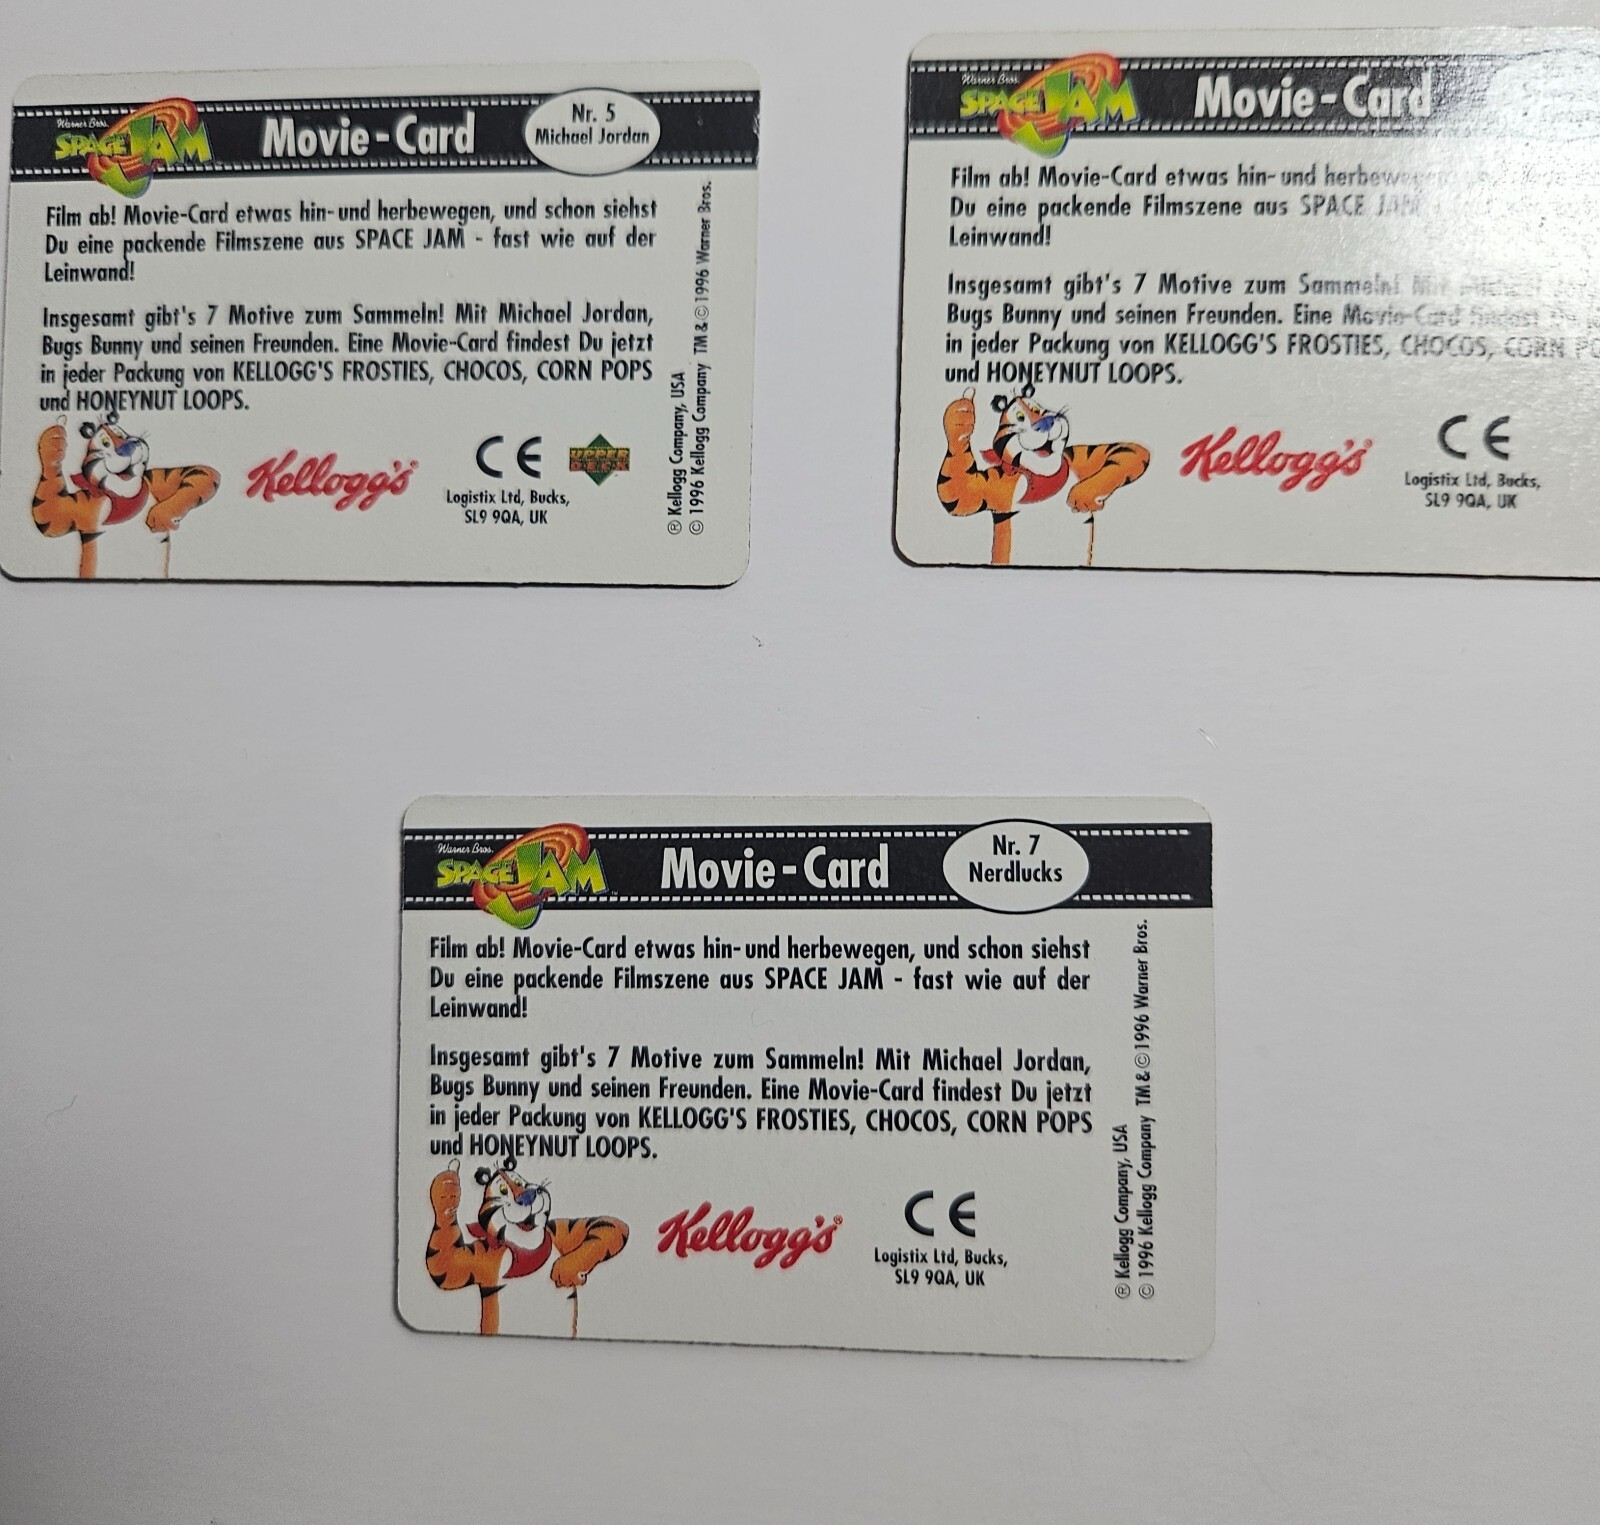 Warner Bros.
SPACE JAM
Movie-Card
Nr. 5
Michael Jordan
Film ab! Movie-Card etwas hin- und herbewegen, und schon siehst
Du eine packende Filmszene aus SPACE JAM - fast wie auf der
Leinwand!
Insgesamt gibt's 7 Motive zum Sammeln! Mit Michael Jordan,
Bugs Bunny und seinen Freunden. Eine Movie-Card findest Du jetzt
in jeder Packung von KELLOGG'S FROSTIES, CHOCOS, CORN POPS
und HONEYNUT LOOPS.
Kellogg's®
CE
Logistix Ltd, Bucks,
SL9 9QA, UK
UPPER
DECK
® Kellogg Company, USA
© 1996 Kellogg Company TM & © 1996 Warner Bros.
Warner Bros.
SPACE JAM
Movie-Card
Film ab! Movie-Card etwas hin- und herbewegen
Du eine packende Filmszene aus SPACE JAM
Leinwand!
Insgesamt gibt's 7 Motive zum Sammeln! Mit Michael
Bugs Bunny und seinen Freunden. Eine Movie-Card findest Du
in jeder Packung von KELLOGG'S FROSTIES, CHOCOS, CORN
und HONEYNUT LOOPS.
Kellogg's®
CE
Logistix Ltd, Bucks,
SL9 9QA, UK
Warner Bros.
SPACE JAM
™
Movie-Card
Nr. 7
Nerdlucks
Film ab! Movie-Card etwas hin- und herbewegen, und schon siehst
Du eine packende Filmszene aus SPACE JAM - fast wie auf der
Leinwand!
Insgesamt gibt's 7 Motive zum Sammeln! Mit Michael Jordan,
Bugs Bunny und seinen Freunden. Eine Movie-Card findest Du jetzt
in jeder Packung von KELLOGG'S FROSTIES, CHOCOS, CORN POPS
und HONEYNUT LOOPS.
Kellogg's®
CE
Logistix Ltd, Bucks,
SL9 9QA, UK
® Kellogg Company, USA
© 1996 Kellogg Company TM & © 1996 Warner Bros.